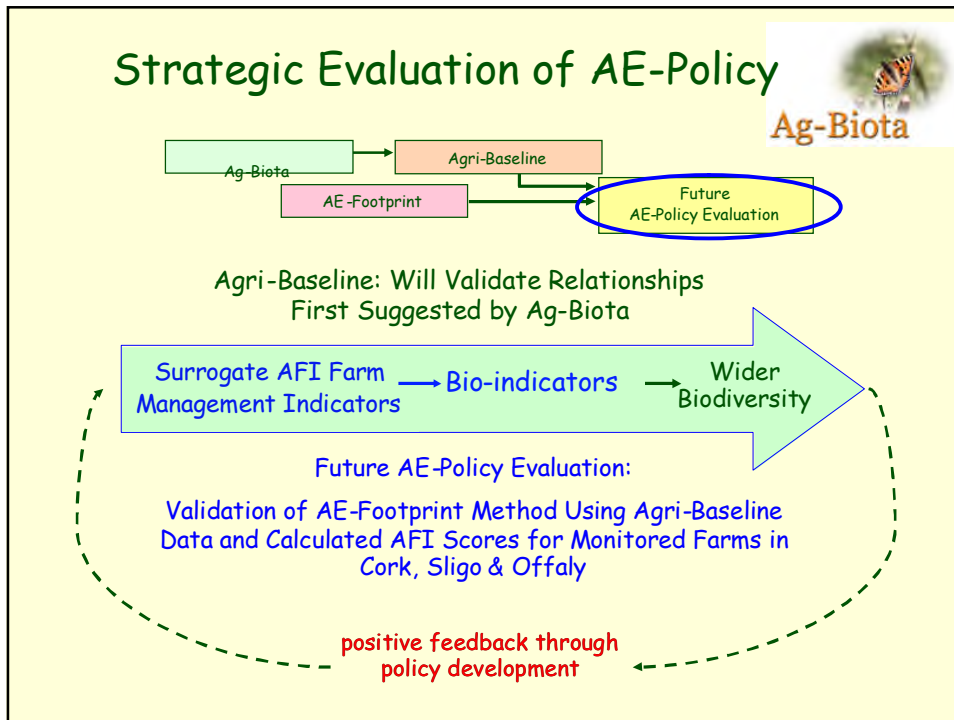 Strategic Evaluation of AE-Policy
Ag-Biota
Ag-Biota
Agri-Baseline
AE-Footprint
Future
AE-Policy Evaluation
Agri-Baseline: Will Validate Relationships
First Suggested by Ag-Biota
Surrogate AFI Farm
Management Indicators
Bio-indicators
Wider
Biodiversity
Future AE-Policy Evaluation:
Validation of AE-Footprint Method Using Agri-Baseline
Data and Calculated AFI Scores for Monitored Farms in
Cork, Sligo & Offaly
positive feedback through
policy development